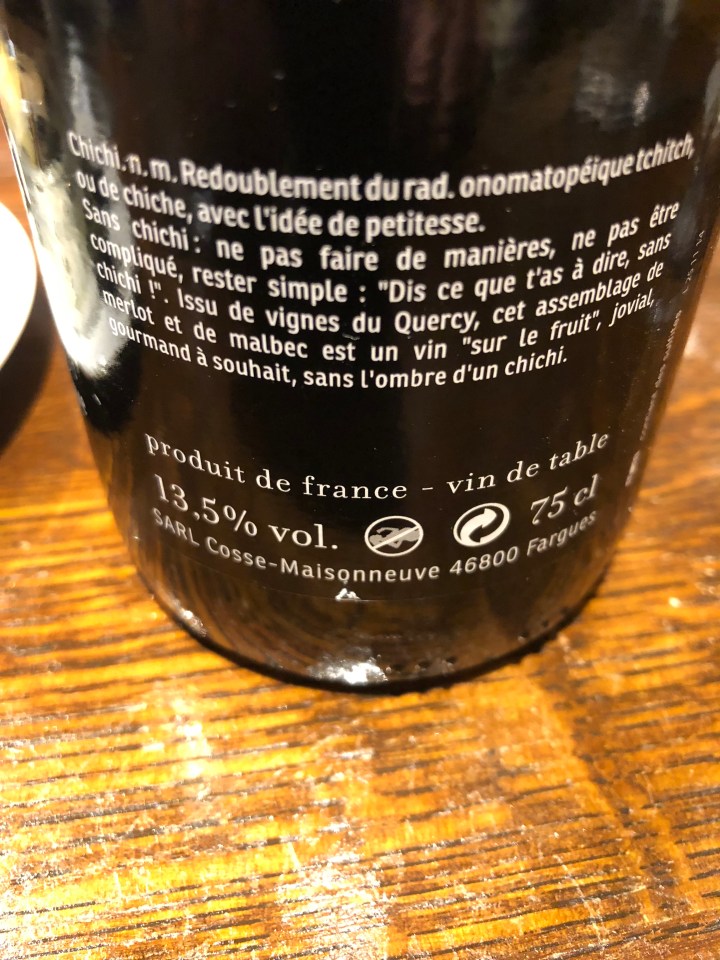 Chichi.n. m. Redoublement du rad. onomatopéique tchitch,
ou de chiche, avec l'idée de petitesse.
Sans chichi : ne pas faire de manières, ne pas être
compliqué, rester simple : "Dis ce que t'as à dire, sans
chichi !". Issu de vignes du Quercy, cet assemblage de
merlot et de malbec est un vin "sur le fruit", jovial,
gourmand à souhait, sans l'ombre d'un chichi.
produit de france - vin de table
13,5% vol. 75 cl
SARL Cosse-Maisonneuve 46800 Fargues